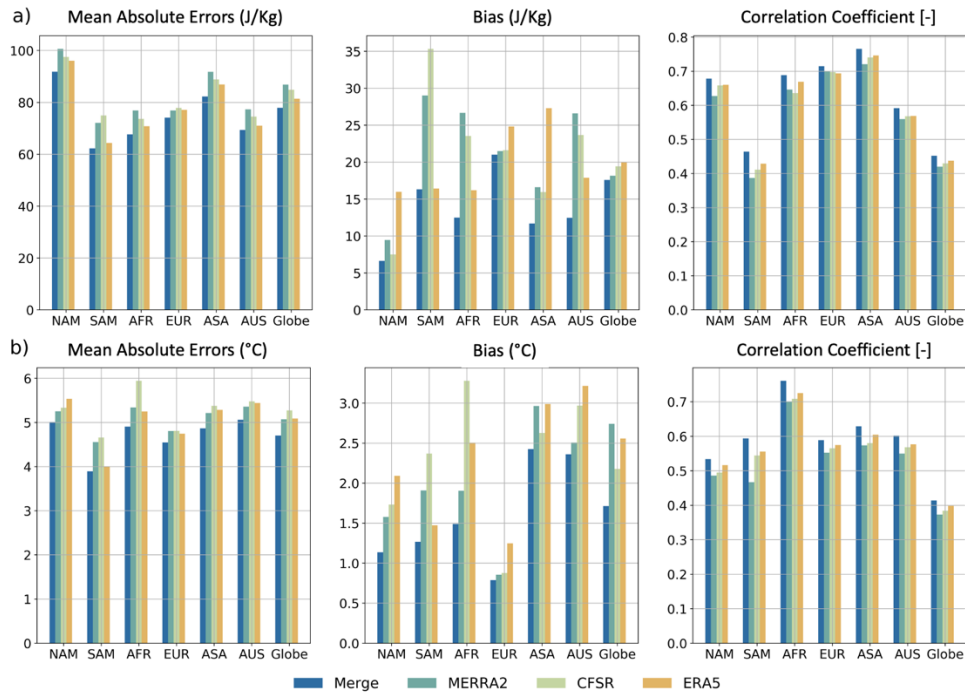 a) Mean Absolute Errors (J/Kg) Bias (J/Kg) Correlation Coefficient [-]
100 35 0.8
80 30 0.7
60 25 0.6
40 20 0.5
20 15 0.4
0 10 0.3
5 0.2
0 0.1
0.0
NAM SAM AFR EUR ASA AUS Globe NAM SAM AFR EUR ASA AUS Globe NAM SAM AFR EUR ASA AUS Globe
b) Mean Absolute Errors (°C) Bias (°C) Correlation Coefficient [-]
6 3.0 0.7
5 2.5 0.6
4 2.0 0.5
3 1.5 0.4
2 1.0 0.3
1 0.5 0.2
0 0.0 0.1
0.0
NAM SAM AFR EUR ASA AUS Globe NAM SAM AFR EUR ASA AUS Globe NAM SAM AFR EUR ASA AUS Globe
Merge MERRA2 CFSR ERA5